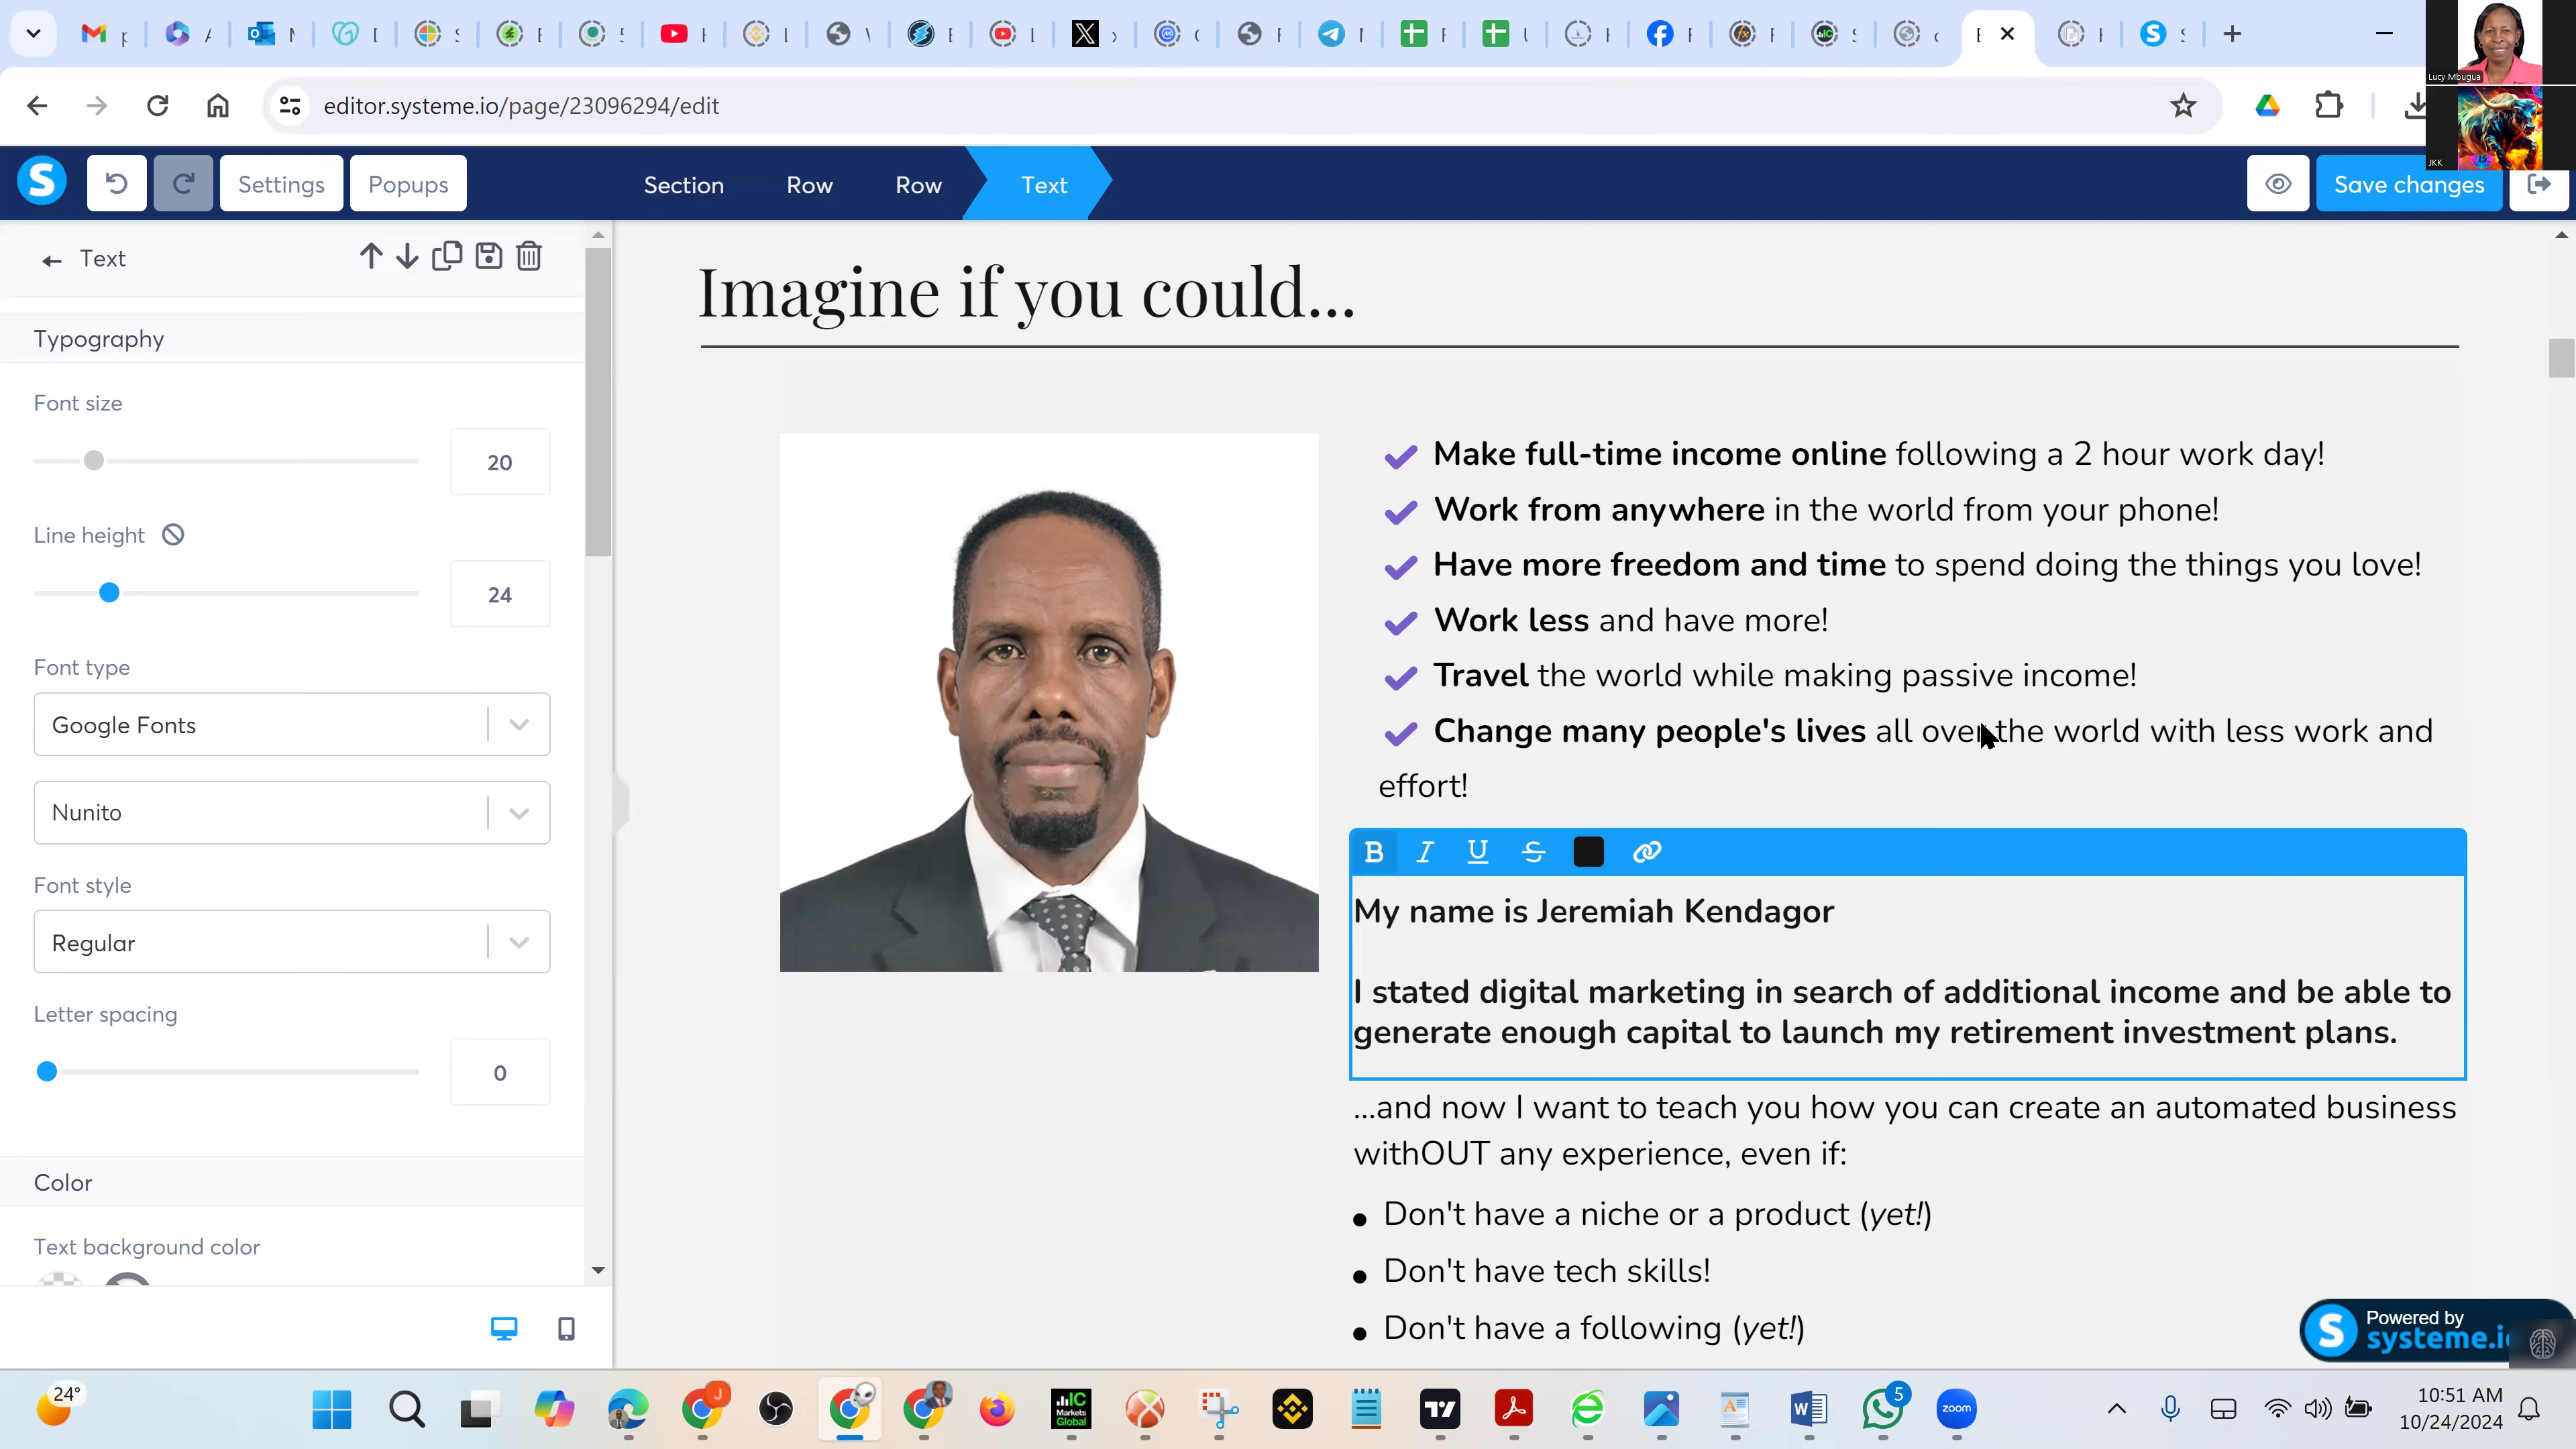 p
A
N
S
E
5
L
V
E
L
X
x
F
N
F
F
F
S
c
E
S
editor.systeme.io/page/23096294/edit
Lucy Mbugua
JKK
S
Settings
Popups
Section
Row
Row
Text
Save changes
Text
Typography
Font size
20
Line height
24
Font type
Google Fonts
Nunito
Font style
Regular
Letter spacing
0
Color
Text background color
Imagine if you could...
Make full-time income online following a 2 hour work day!
Work from anywhere in the world from your phone!
Have more freedom and time to spend doing the things you love!
Work less and have more!
Travel the world while making passive income!
Change many people's lives all over the world with less work and
effort!
B I U S
My name is Jeremiah Kendagor
I stated digital marketing in search of additional income and be able to
generate enough capital to launch my retirement investment plans.
...and now I want to teach you how you can create an automated business
withOUT any experience, even if:
Don't have a niche or a product (yet!)
Don't have tech skills!
Don't have a following (yet!)
S
Powered by
systeme.i
24°
J
IC
Markets
Global
W
5
zoom
10:51 AM
10/24/2024